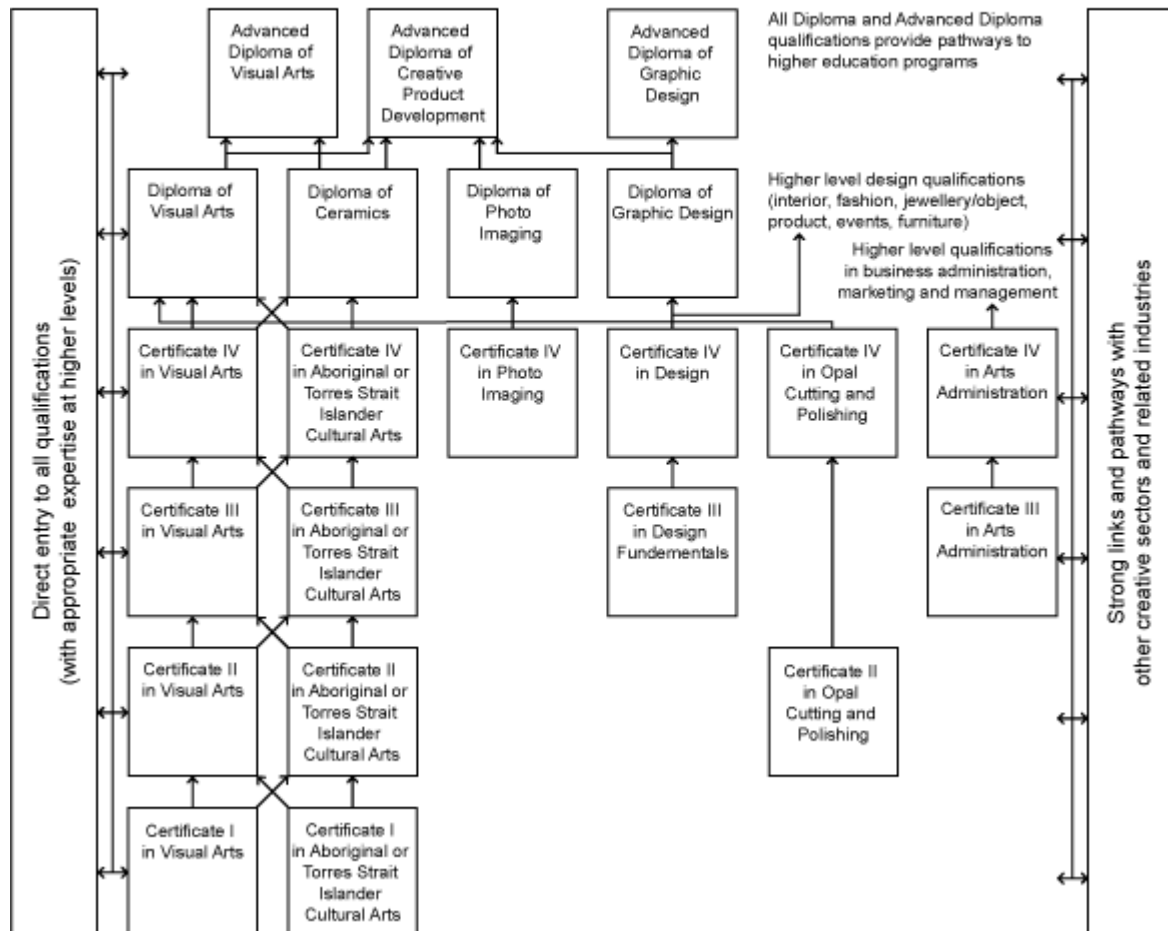 Direct entry to all qualifications
(with appropriate expertise at higher levels)
Advanced
Diploma of
Visual Arts
Advanced
Diploma of
Creative
Product
Development
Advanced
Diploma of
Graphic
Design
All Diploma and Advanced Diploma
qualifications provide pathways to
higher education programs
Diploma of
Visual Arts
Diploma of
Ceramics
Diploma of
Photo
Imaging
Diploma of
Graphic Design
Higher level design qualifications
(interior, fashion, jewellery/object,
product, events, furniture)
Higher level qualifications
in business administration,
marketing and management
Certificate IV
in Visual Arts
Certificate IV
in Aboriginal or
Torres Strait
Islander
Cultural Arts
Certificate IV
in Photo
Imaging
Certificate IV
in Design
Certificate IV
in Opal
Cutting and
Polishing
Certificate IV
in Arts
Administration
Certificate III
in Visual Arts
Certificate III
in Aboriginal or
Torres Strait
Islander
Cultural Arts
Certificate III
in Design
Fundementals
Certificate III
in Arts
Administration
Certificate II
in Visual Arts
Certificate II
in Aboriginal or
Torres Strait
Islander
Cultural Arts
Certificate II
in Opal
Cutting and
Polishing
Certificate I
in Visual Arts
Certificate I
in Aboriginal or
Torres Strait
Islander
Cultural Arts
Strong links and pathways with
other creative sectors and related industries